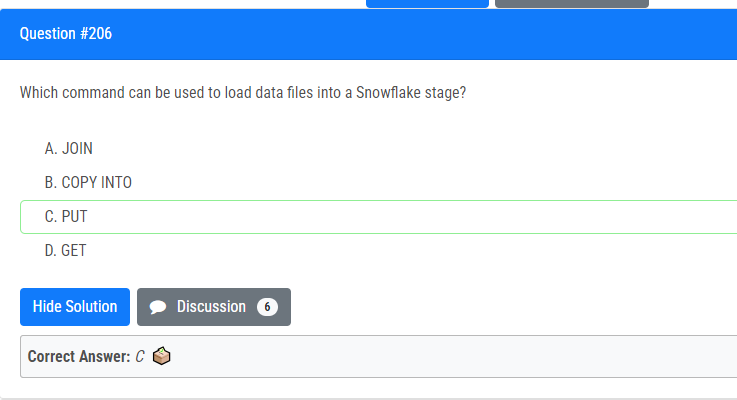 Question #206
Which command can be used to load data files into a Snowflake stage?
A. JOIN
B. COPY INTO
C. PUT
D. GET
Hide Solution Discussion 6
Correct Answer: C